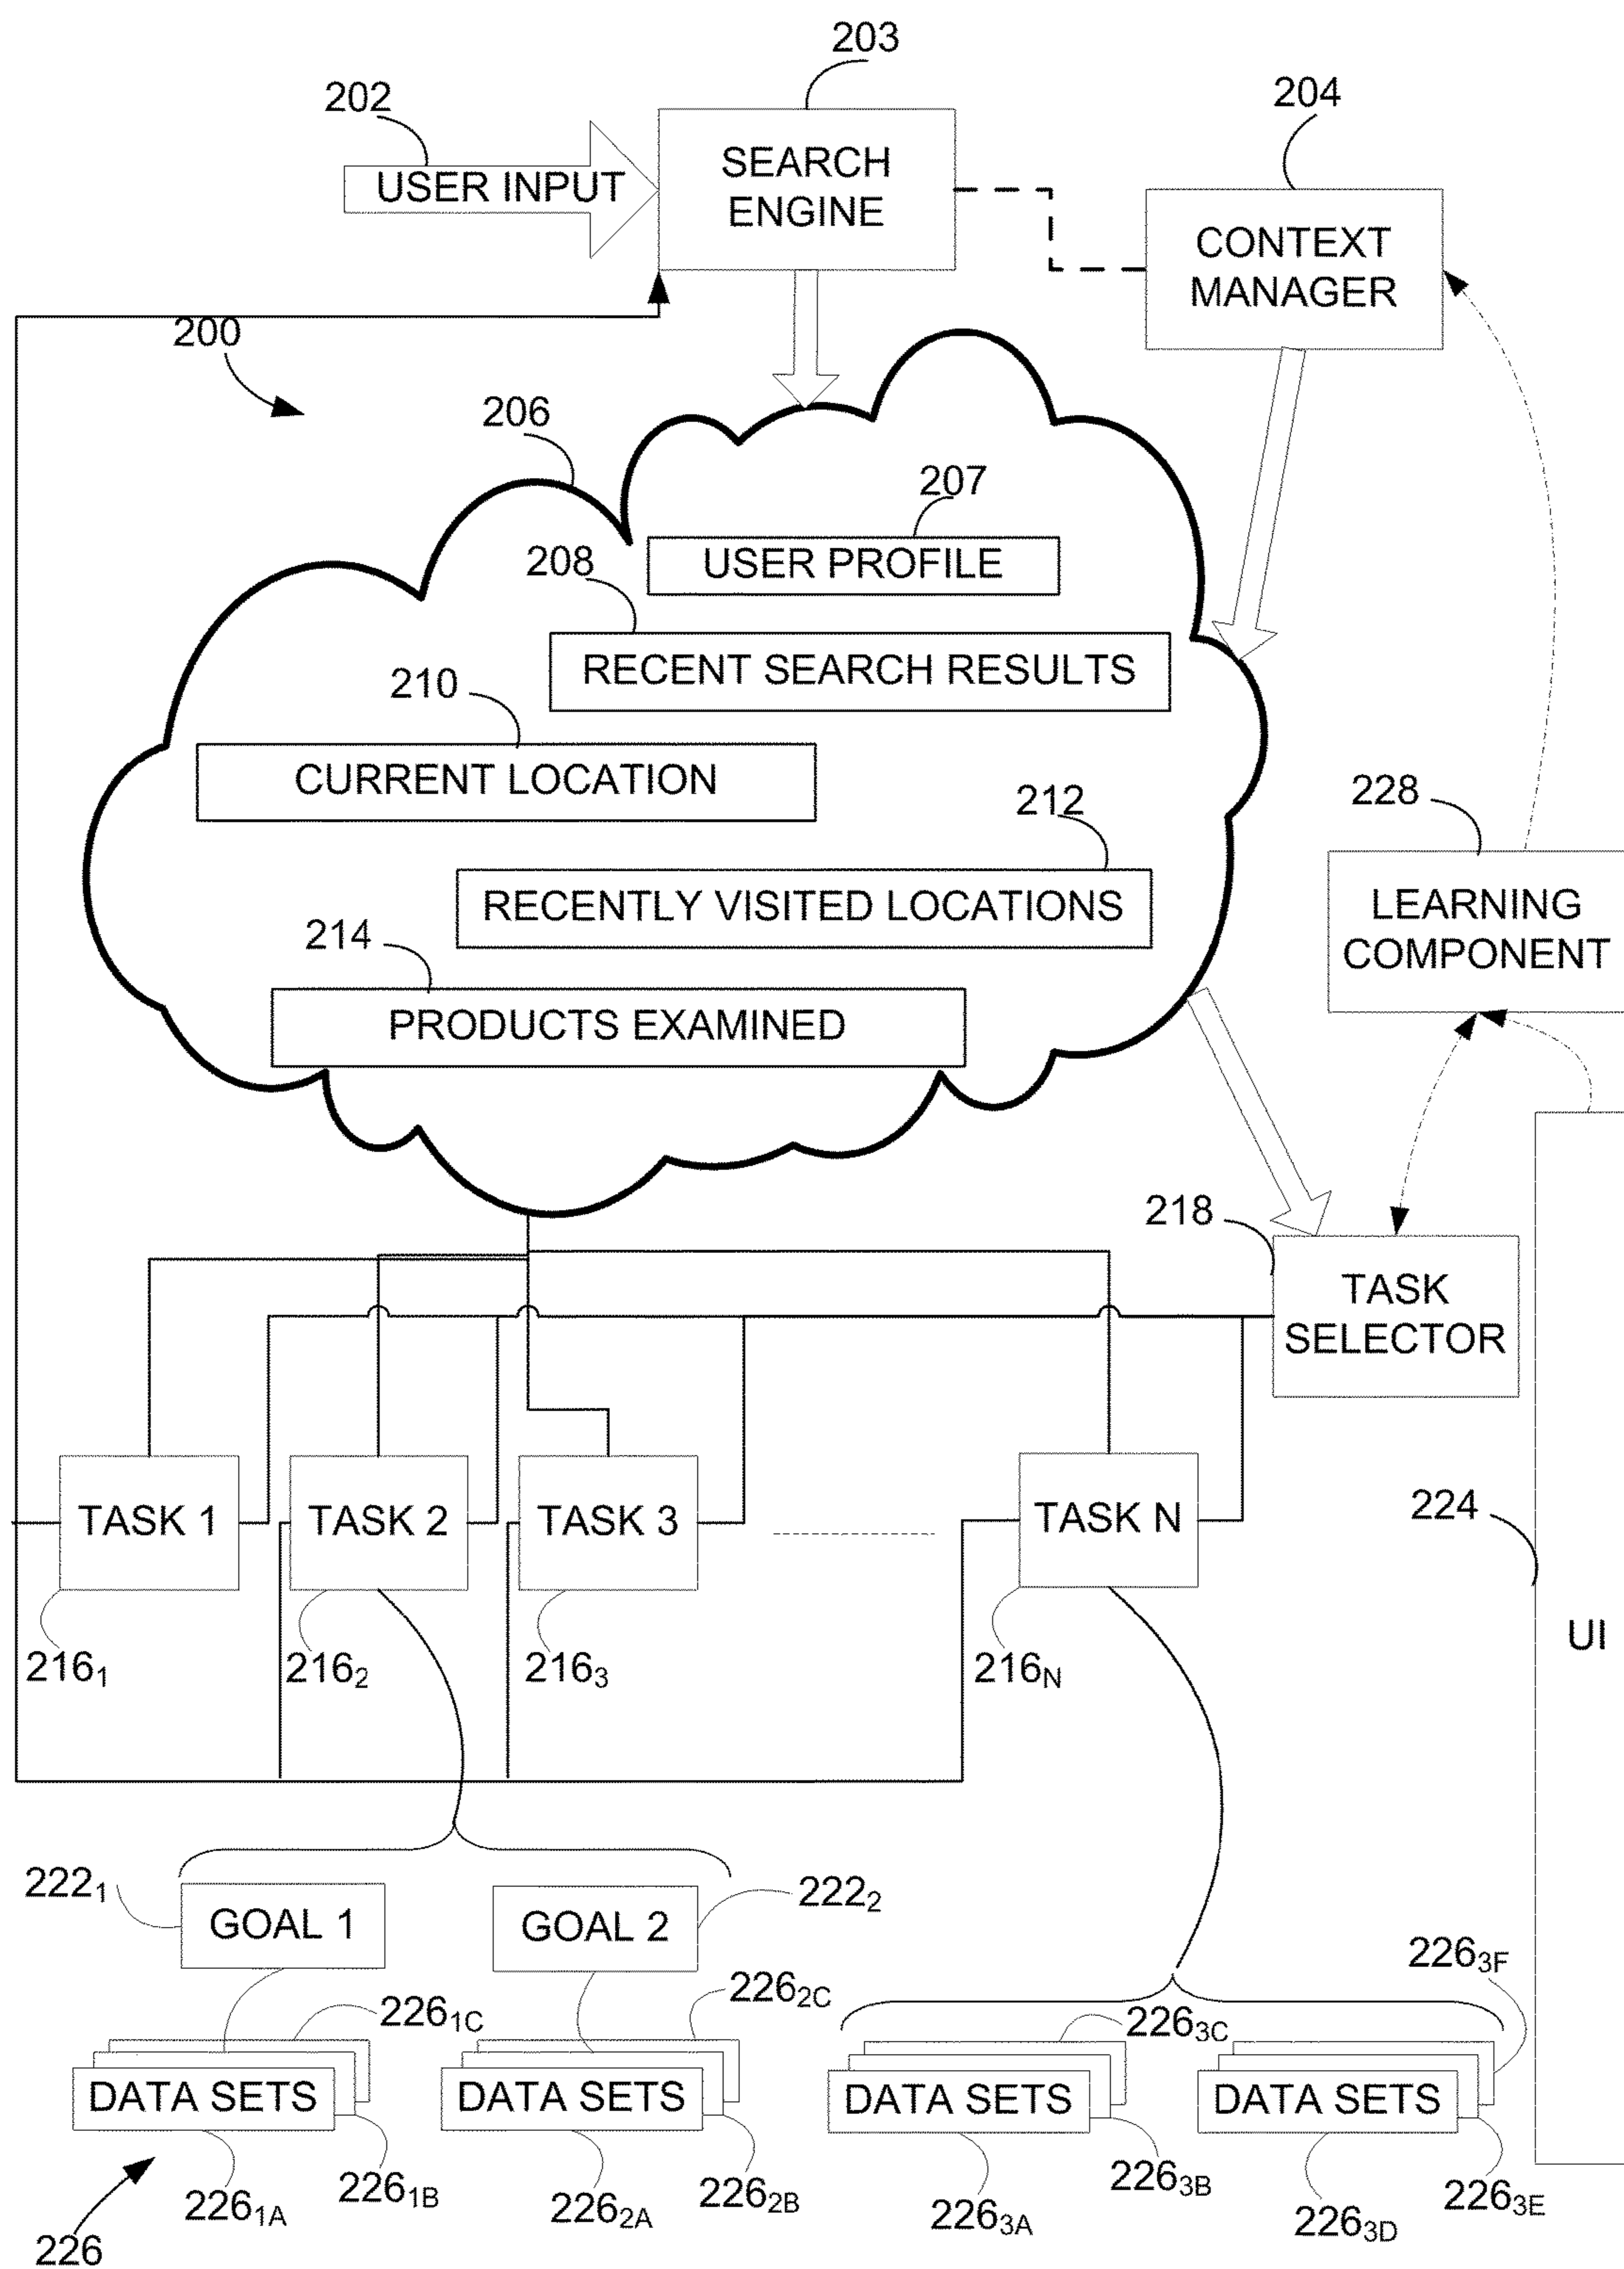 203
202
204
USER INPUT
SEARCH
ENGINE
CONTEXT
MANAGER
200
206
207
USER PROFILE
208
RECENT SEARCH RESULTS
210
CURRENT LOCATION
212
228
RECENTLY VISITED LOCATIONS
LEARNING
COMPONENT
214
PRODUCTS EXAMINED
218
TASK
SELECTOR
224
TASK 1
TASK 2
TASK 3
TASK N
UI
216₁
216₂
216₃
216N
222₁
GOAL 1
GOAL 2
222₂
226₃F
226₁C
226₂C
226₃C
DATA SETS
DATA SETS
DATA SETS
DATA SETS
226₁A
226₁B
226₂A
226₂B
226₃A
226₃B
226₃D
226₃E
226